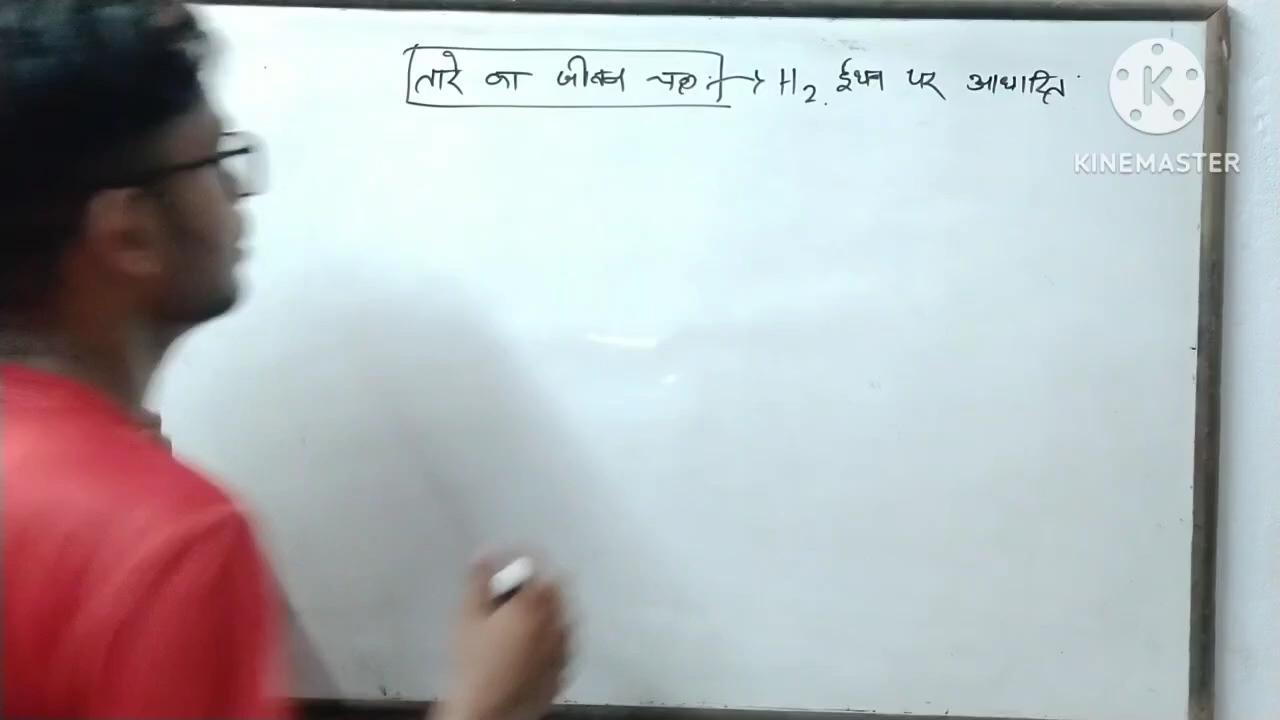 तारे का जीवन चक्र :→ H₂. ईंधन पर आधारित
K
KINEMASTER